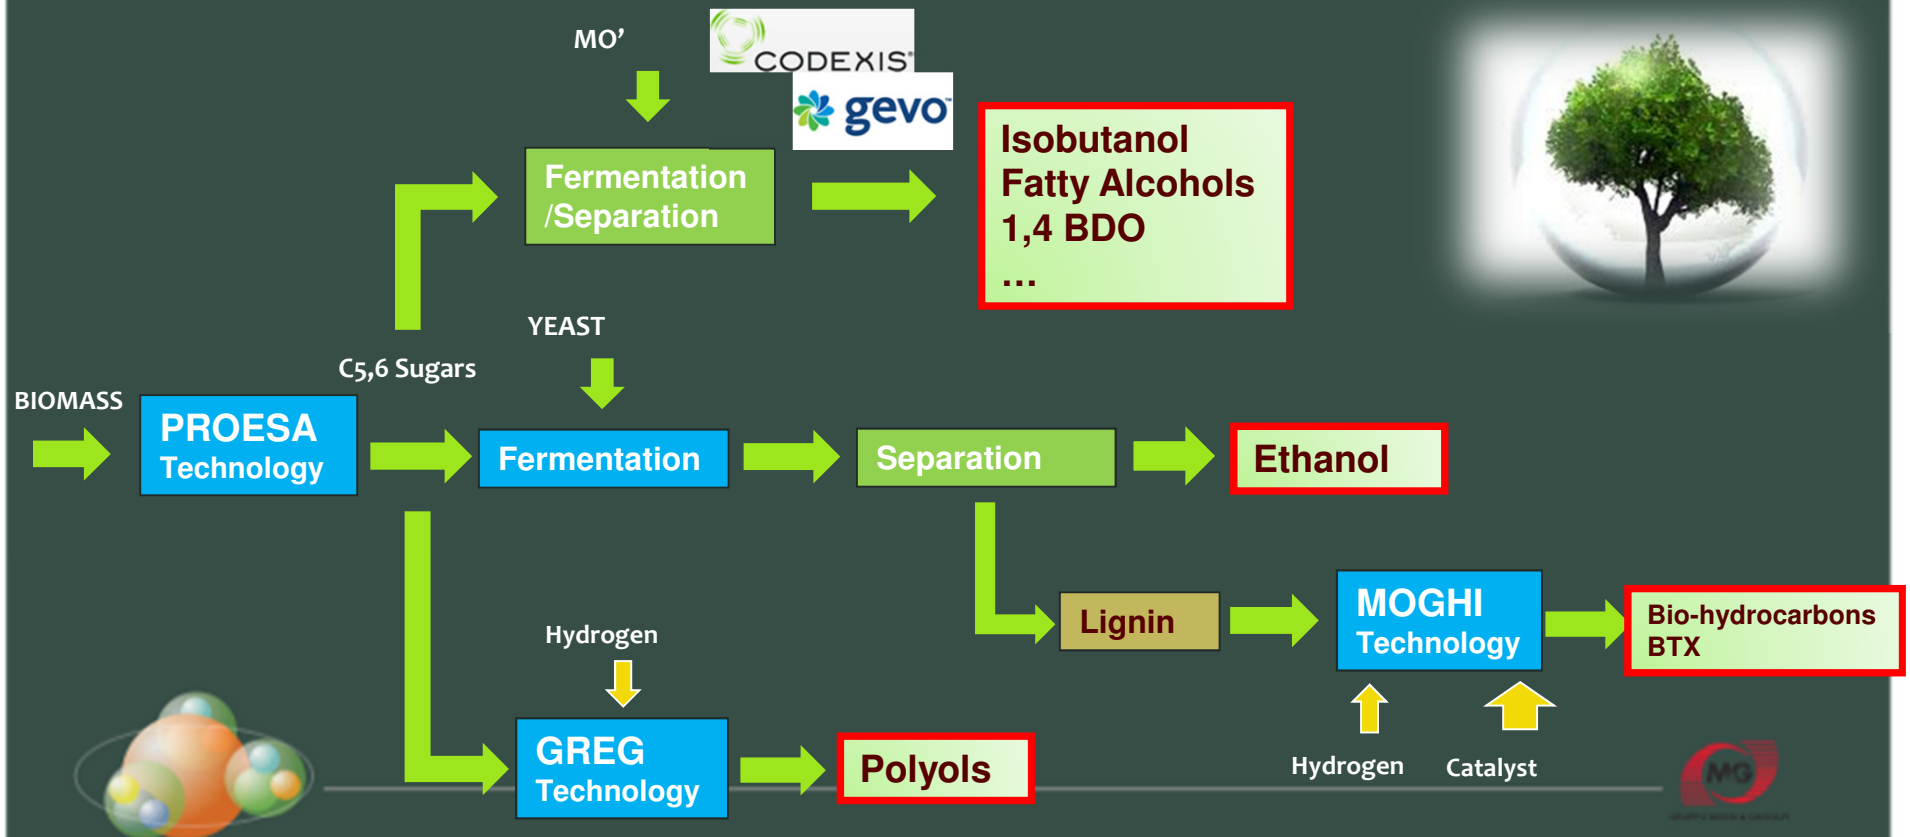 MO’
CODEXIS®
gevo™
Isobutanol
Fatty Alcohols
1,4 BDO
…
Fermentation
/Separation
YEAST
C5,6 Sugars
BIOMASS
PROESA
Technology
Fermentation
Separation
Ethanol
Lignin
MOGHI
Technology
Bio-hydrocarbons
BTX
Hydrogen
GREG
Technology
Polyols
Hydrogen
Catalyst
MG